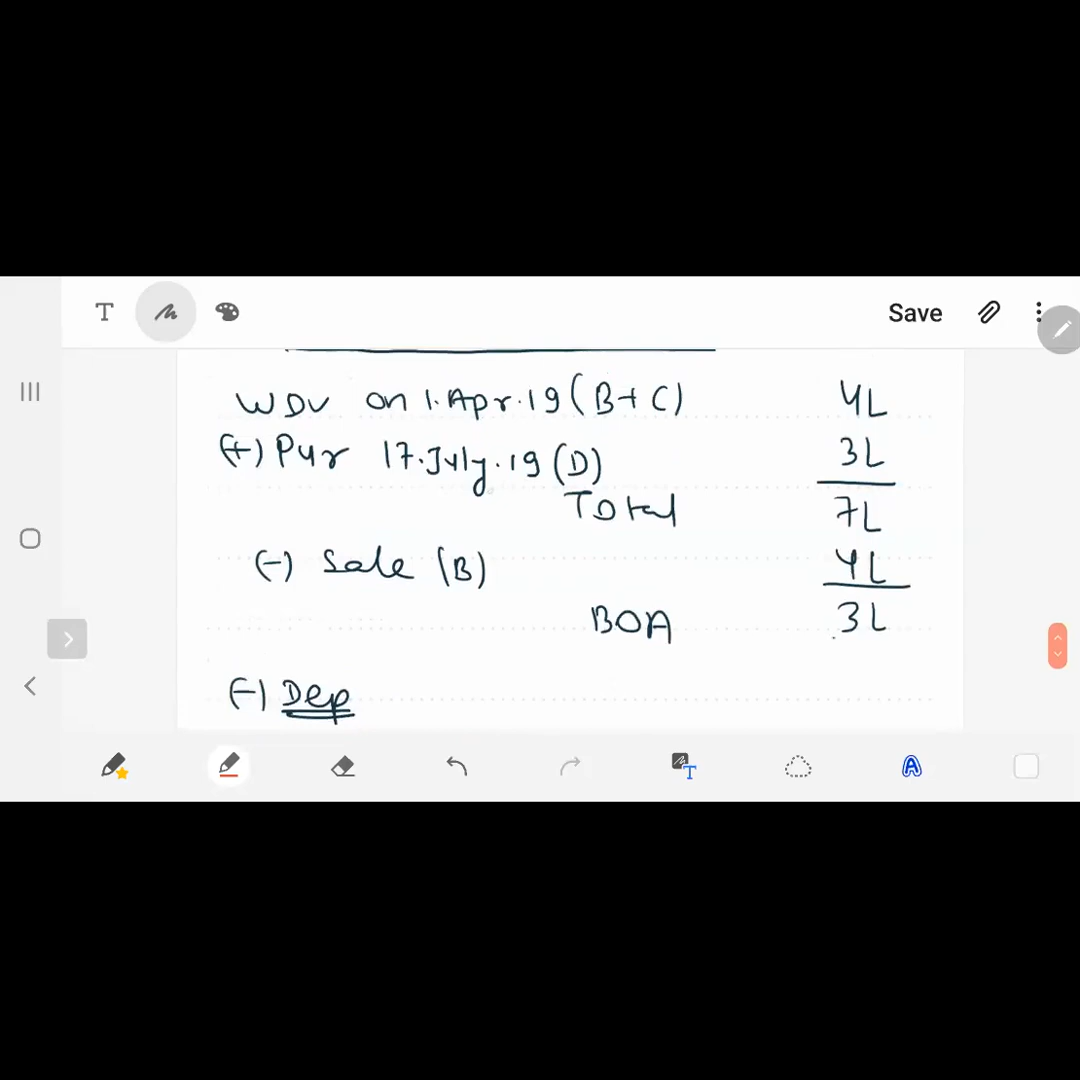 Save
WDV on 1.Apr.19 (B+C) 4L
(+) Pur 17.July.19 (D) 3L
Total 7L
(-) Sale (B) 4L
BOA 3L
(-) Dep